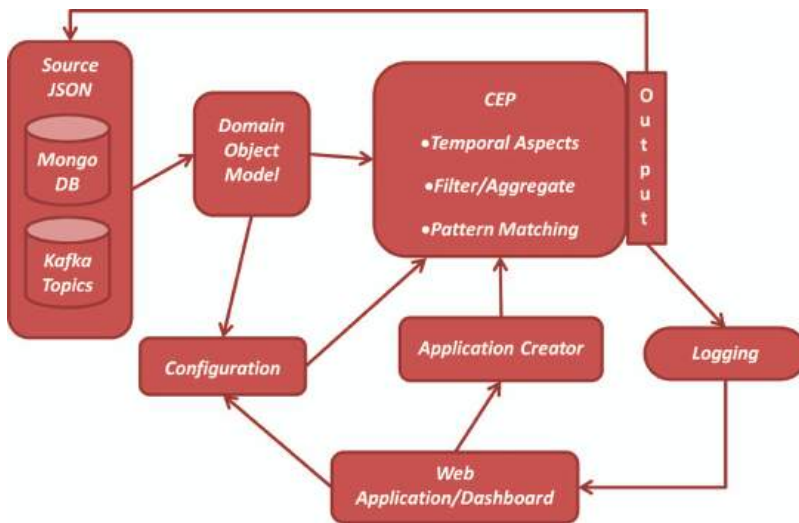 Source
JSON
Mongo
DB
Kafka
Topics
Domain
Object
Model
CEP
•Temporal Aspects
•Filter/Aggregate
•Pattern Matching
Output
Configuration
Application Creator
Logging
Web
Application/Dashboard